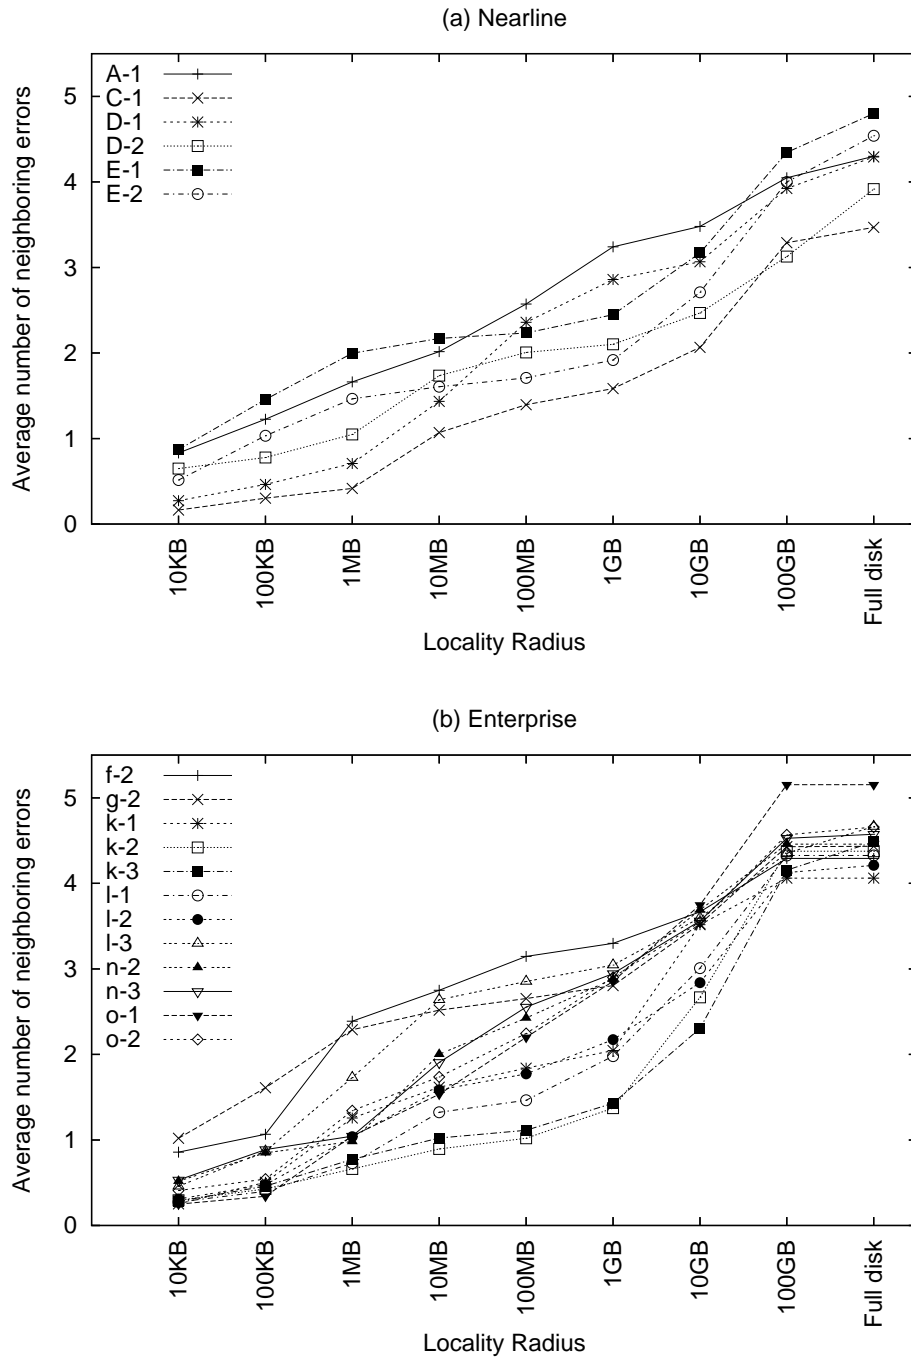 (a) Nearline
5
4
3
2
1
0
Average number of neighboring errors
A-1
C-1
D-1
D-2
E-1
E-2
10KB
100KB
1MB
10MB
100MB
1GB
10GB
100GB
Full disk
Locality Radius
(b) Enterprise
5
4
3
2
1
0
Average number of neighboring errors
f-2
g-2
k-1
k-2
k-3
l-1
l-2
l-3
n-2
n-3
o-1
o-2
10KB
100KB
1MB
10MB
100MB
1GB
10GB
100GB
Full disk
Locality Radius